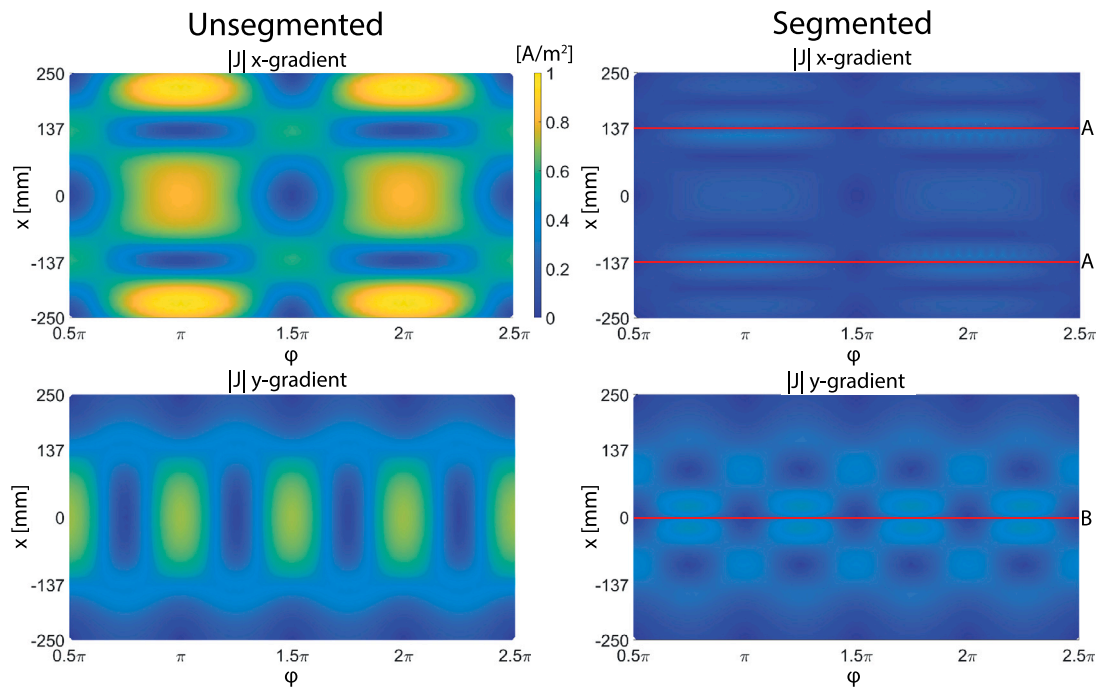 Unsegmented
Segmented
|J| x-gradient
[A/m²]
|J| x-gradient
250
137
0
-137
-250
x [mm]
0.5π π 1.5π 2π 2.5π
φ
1
0.8
0.6
0.4
0.2
0
250
137
0
-137
-250
x [mm]
0.5π π 1.5π 2π 2.5π
φ
A
A
|J| y-gradient
|J| y-gradient
250
137
0
-137
-250
x [mm]
0.5π π 1.5π 2π 2.5π
φ
250
137
0
-137
-250
x [mm]
0.5π π 1.5π 2π 2.5π
φ
B